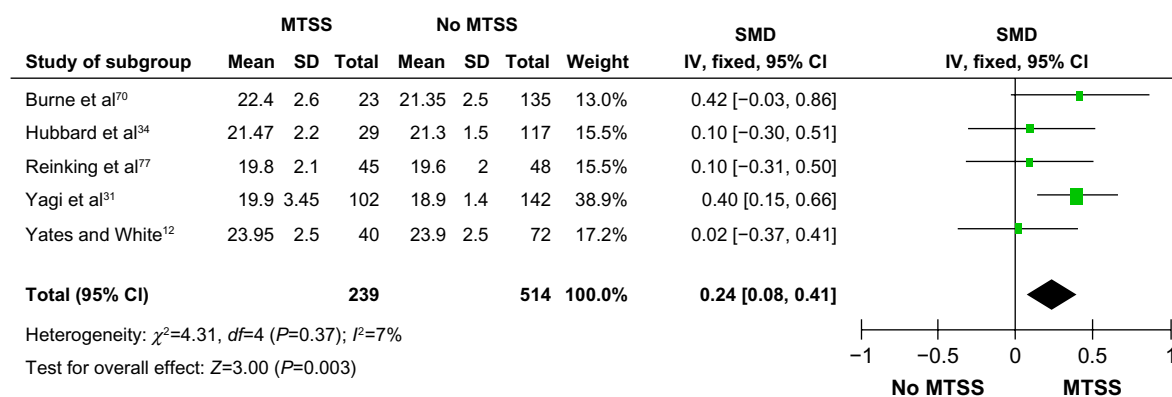 MTSS No MTSS SMD SMD
Study of subgroup Mean SD Total Mean SD Total Weight IV, fixed, 95% CI IV, fixed, 95% CI
Burne et al⁷⁰ 22.4 2.6 23 21.35 2.5 135 13.0% 0.42 [−0.03, 0.86]
Hubbard et al³⁴ 21.47 2.2 29 21.3 1.5 117 15.5% 0.10 [−0.30, 0.51]
Reinking et al⁷⁷ 19.8 2.1 45 19.6 2 48 15.5% 0.10 [−0.31, 0.50]
Yagi et al³¹ 19.9 3.45 102 18.9 1.4 142 38.9% 0.40 [0.15, 0.66]
Yates and White¹² 23.95 2.5 40 23.9 2.5 72 17.2% 0.02 [−0.37, 0.41]
Total (95% CI) 239 514 100.0% 0.24 [0.08, 0.41]
Heterogeneity: χ²=4.31, df=4 (P=0.37); I²=7%
Test for overall effect: Z=3.00 (P=0.003)
−1 −0.5 0 0.5 1
No MTSS MTSS